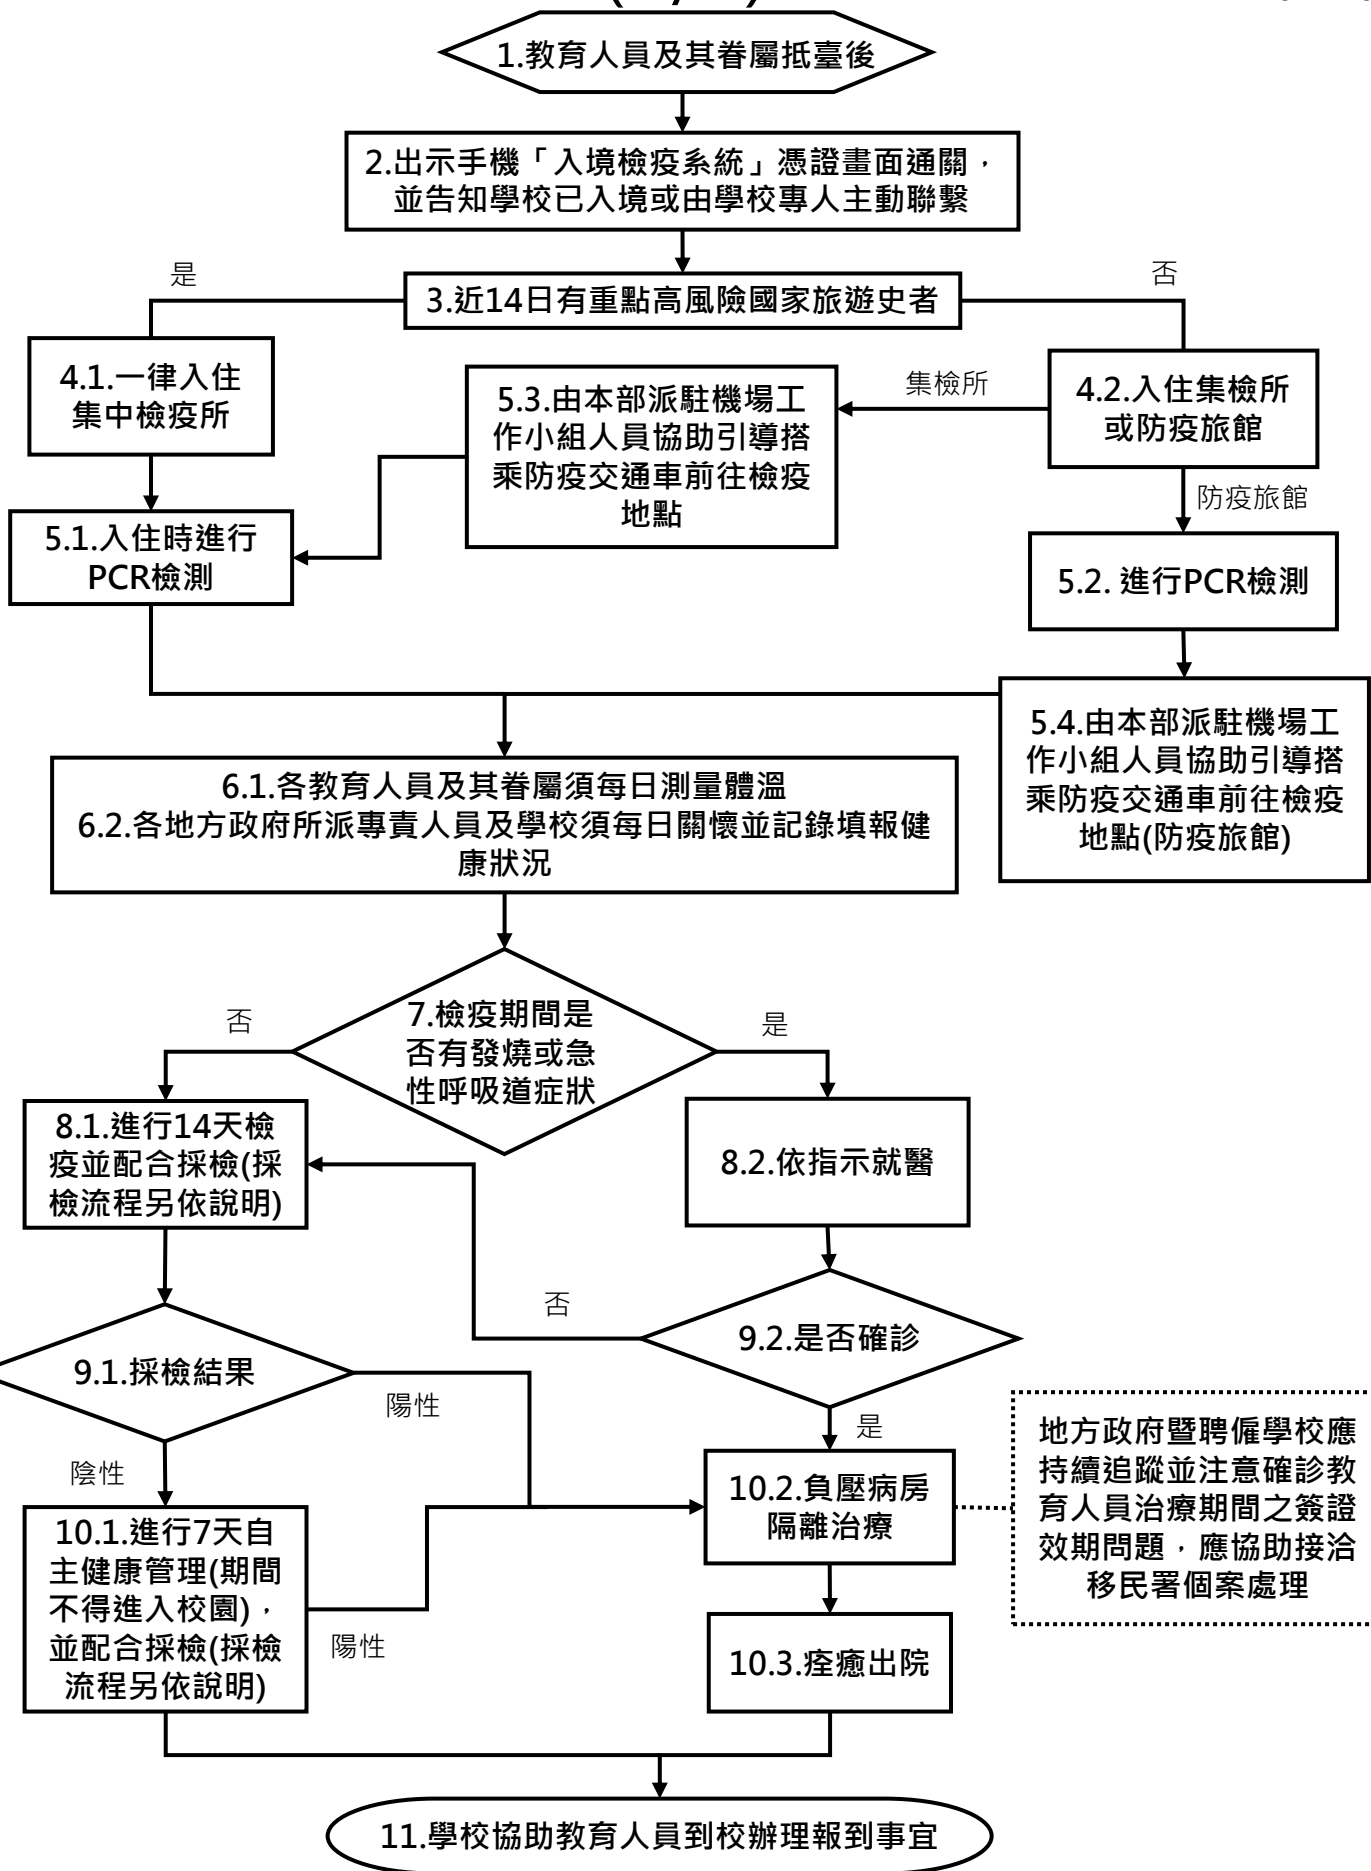 1.教育人員及其眷屬抵臺後
2.出示手機「入境檢疫系統」憑證畫面通關，
並告知學校已入境或由學校專人主動聯繫
是
否
3.近14日有重點高風險國家旅遊史者
4.1.一律入住
集中檢疫所
5.3.由本部派駐機場工
作小組人員協助引導搭
乘防疫交通車前往檢疫
地點
集檢所
4.2.入住集檢所
或防疫旅館
防疫旅館
5.1.入住時進行
PCR檢測
5.2. 進行PCR檢測
5.4.由本部派駐機場工
作小組人員協助引導搭
乘防疫交通車前往檢疫
地點(防疫旅館)
6.1.各教育人員及其眷屬須每日測量體溫
6.2.各地方政府所派專責人員及學校須每日關懷並記錄填報健
康狀況
7.檢疫期間是
否有發燒或急
性呼吸道症狀
否
是
8.1.進行14天檢
疫並配合採檢(採
檢流程另依說明)
8.2.依指示就醫
否
9.2.是否確診
9.1.採檢結果
陽性
是
陰性
10.1.進行7天自
主健康管理(期間
不得進入校園)，
並配合採檢(採檢
流程另依說明)
陽性
10.2.負壓病房
隔離治療
地方政府暨聘僱學校應
持續追蹤並注意確診教
育人員治療期間之簽證
效期問題，應協助接洽
移民署個案處理
10.3.痊癒出院
11.學校協助教育人員到校辦理報到事宜